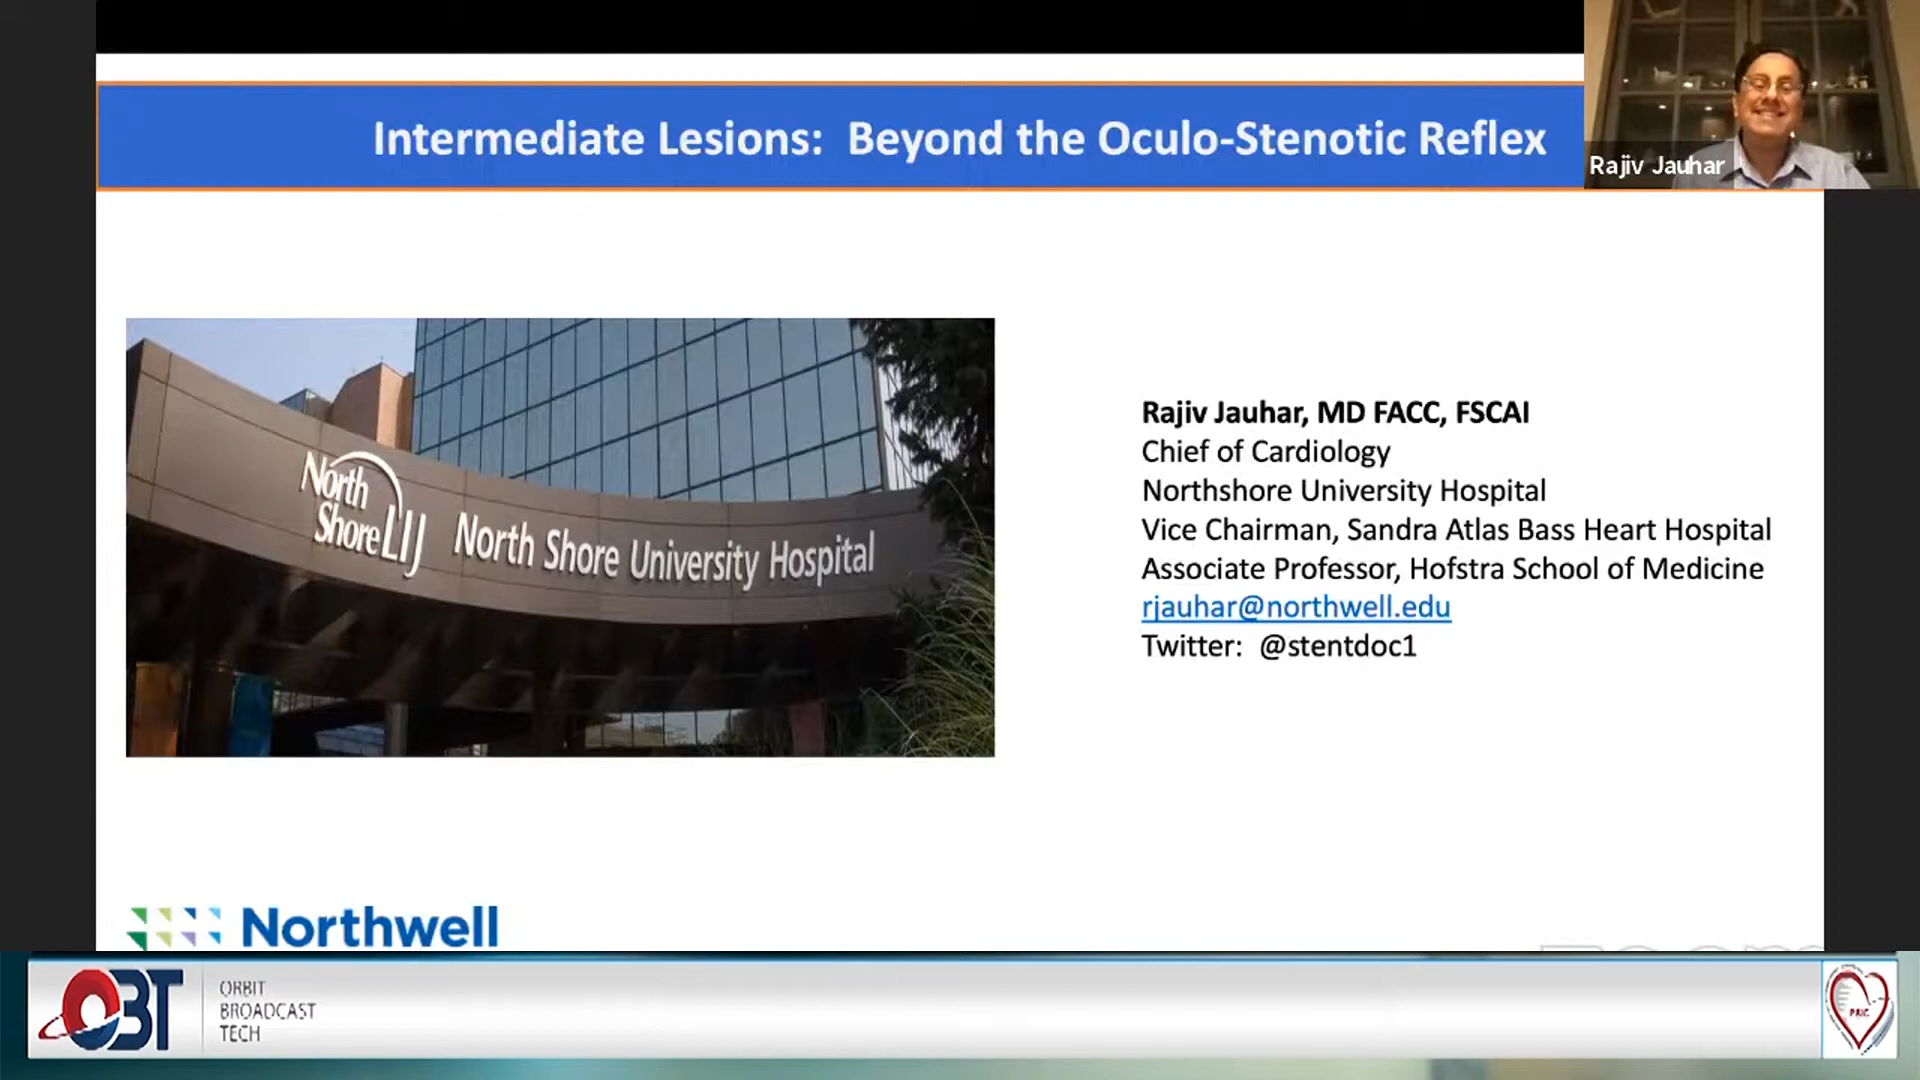 Intermediate Lesions:  Beyond the Oculo-Stenotic Reflex
Rajiv Jauhar
North
Shore LIJ
North Shore University Hospital
Rajiv Jauhar, MD FACC, FSCAI
Chief of Cardiology
Northshore University Hospital
Vice Chairman, Sandra Atlas Bass Heart Hospital
Associate Professor, Hofstra School of Medicine
rjauhar@northwell.edu
Twitter:  @stentdoc1
Northwell
zoom
OBT
ORBIT
BROADCAST
TECH
PRIC